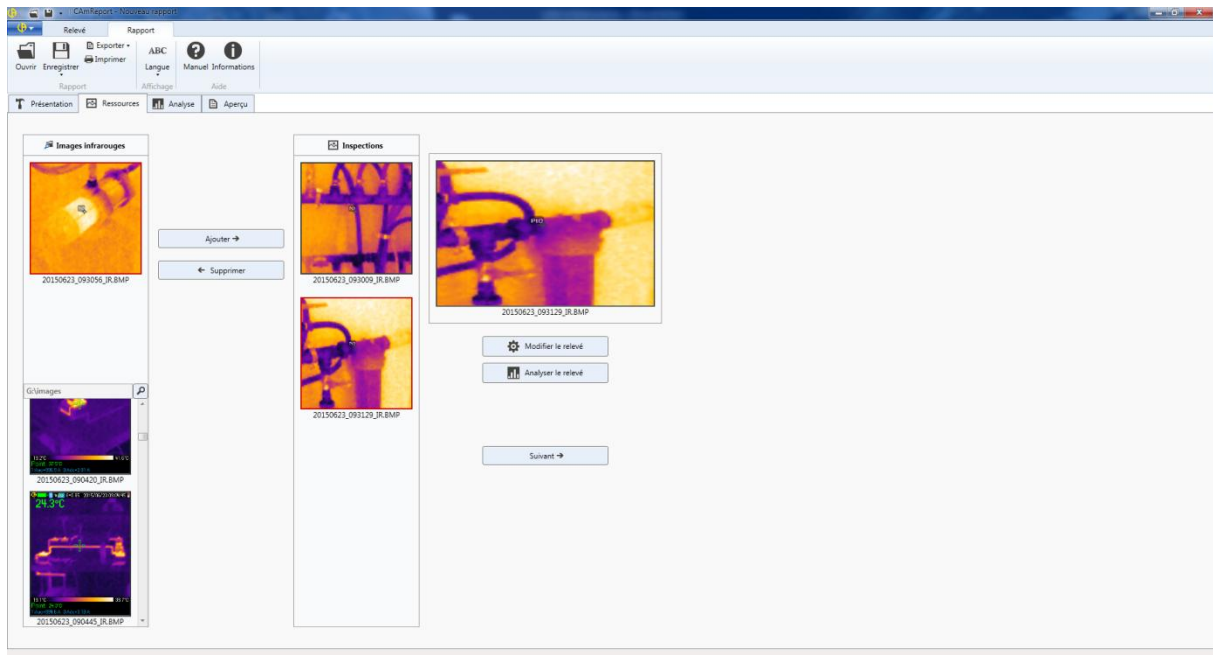 CAmReport - Nouveau rapport
Relevé Rapport
Ouvrir
Enregistrer
Exporter
Imprimer
Rapport
ABC
Langue
Affichage
Manuel
Informations
Aide
Présentation Ressources Analyse Aperçu
Images infrarouges
20150623_093056_IR.BMP
Ajouter →
← Supprimer
G:\images
20150623_090420_IR.BMP
24.3°C
20150623_090445_IR.BMP
Inspections
20150623_093009_IR.BMP
20150623_093129_IR.BMP
20150623_093129_IR.BMP
Modifier le relevé
Analyser le relevé
Suivant →